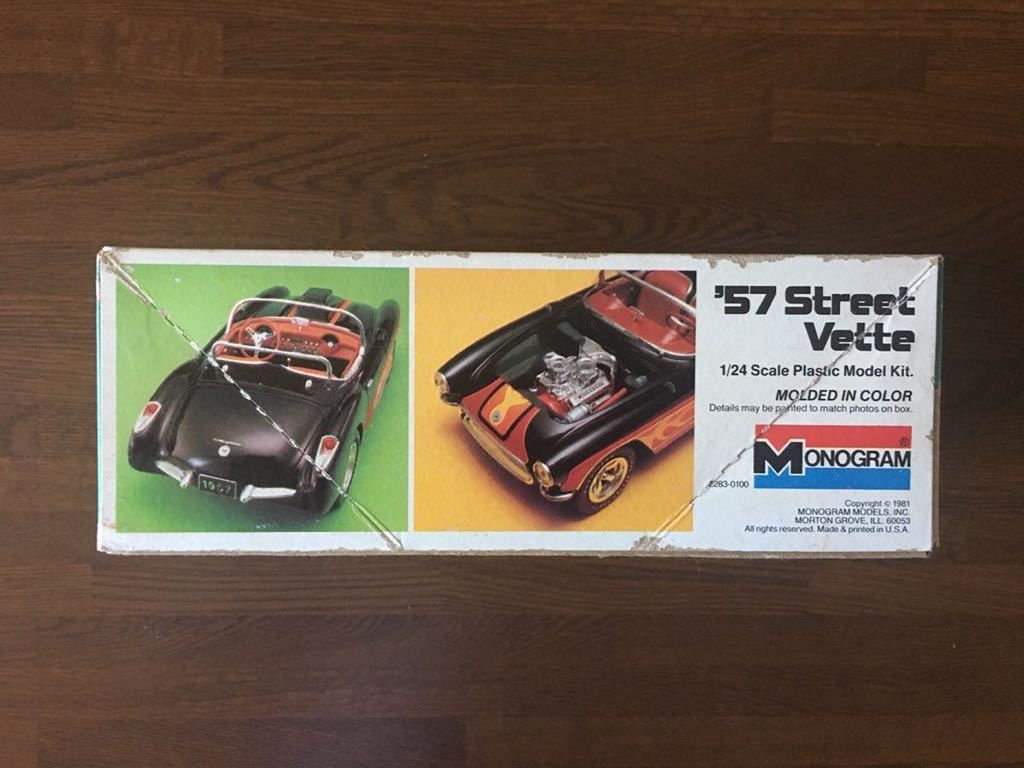 '57 Street
Vette
1/24 Scale Plastic Model Kit.
MOLDED IN COLOR
Details may be painted to match photos on box.
MONOGRAM
®
2283-0100
Copyright © 1981
MONOGRAM MODELS, INC.
MORTON GROVE, ILL. 60053
All rights reserved. Made & printed in U.S.A.
1957